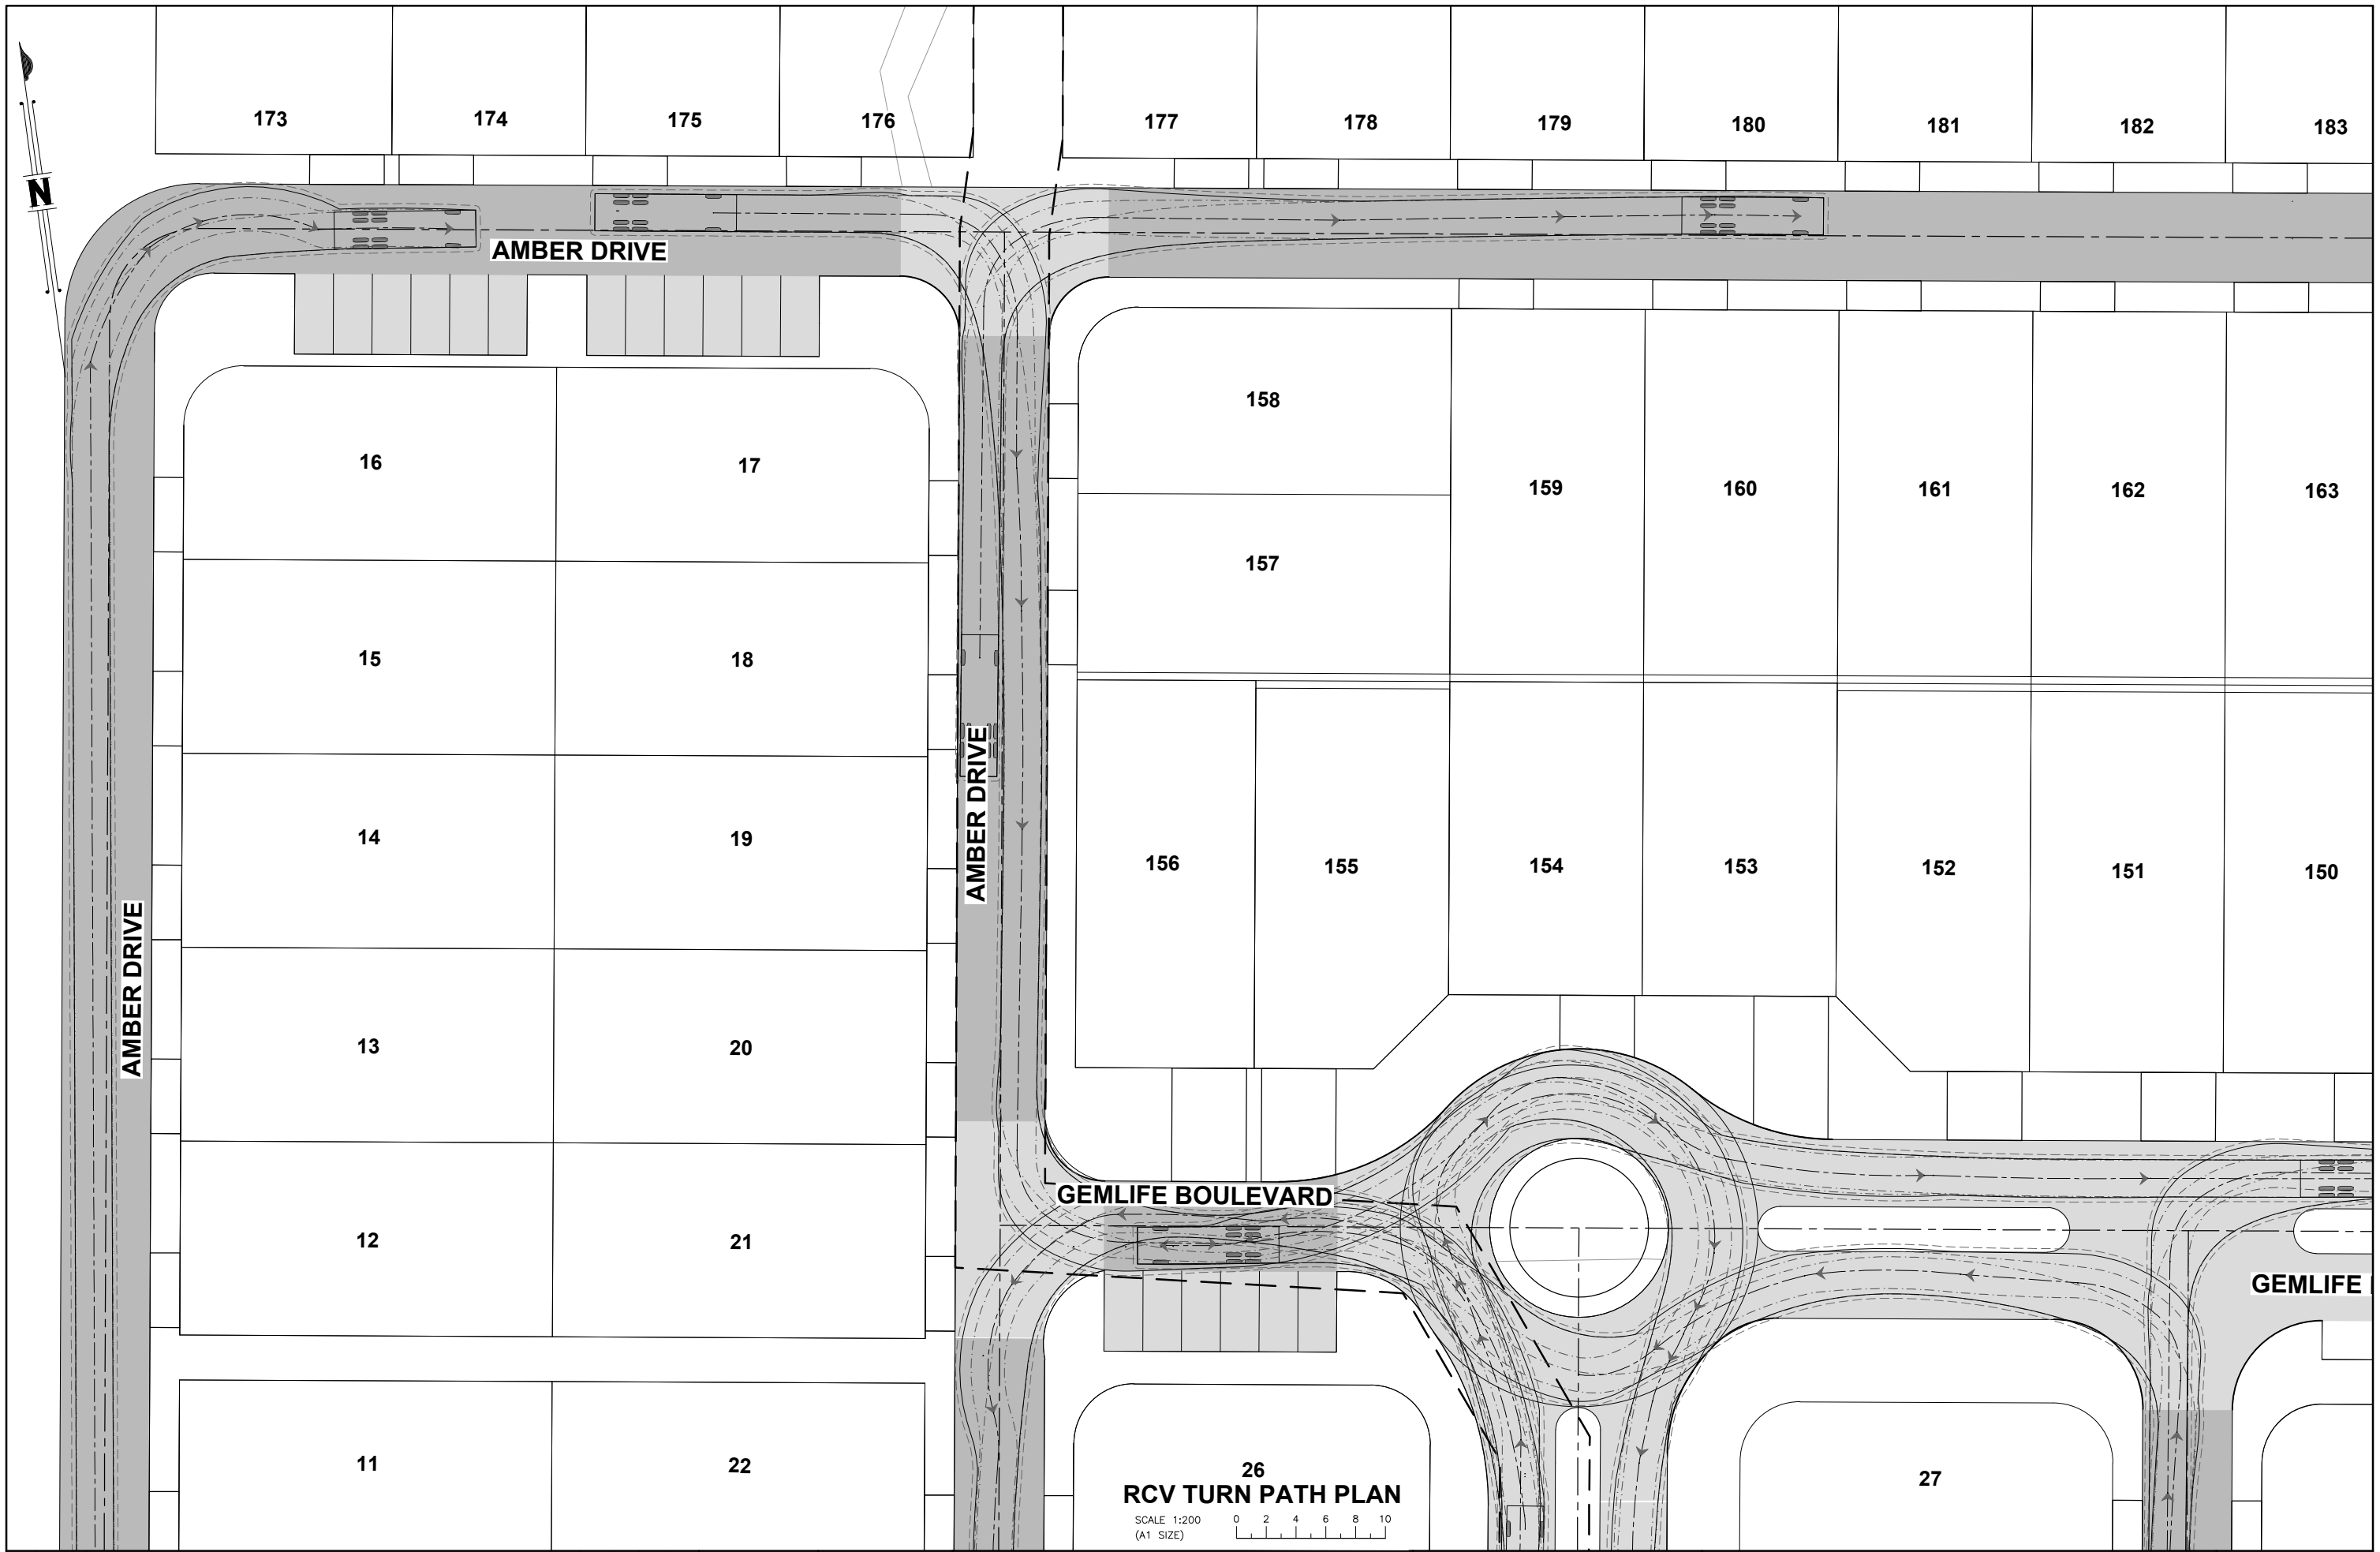 173 174 175 176 177 178 179 180 181 182 183
N
AMBER DRIVE
158
16 17
159 160 161 162 163
157
15 18
AMBER DRIVE
14 19
156 155 154 153 152 151 150
AMBER DRIVE
13 20
GEMLIFE BOULEVARD
12 21
GEMLIFE
11 22
26
27
RCV TURN PATH PLAN
SCALE 1:200
(A1 SIZE)
0 2 4 6 8 10